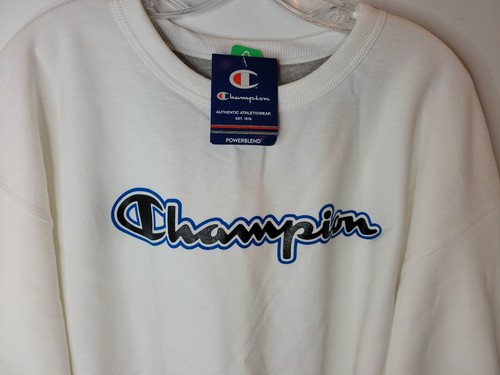 Champion
AUTHENTIC ATHLETICWEAR
EST. 1919
POWERBLEND
Champion